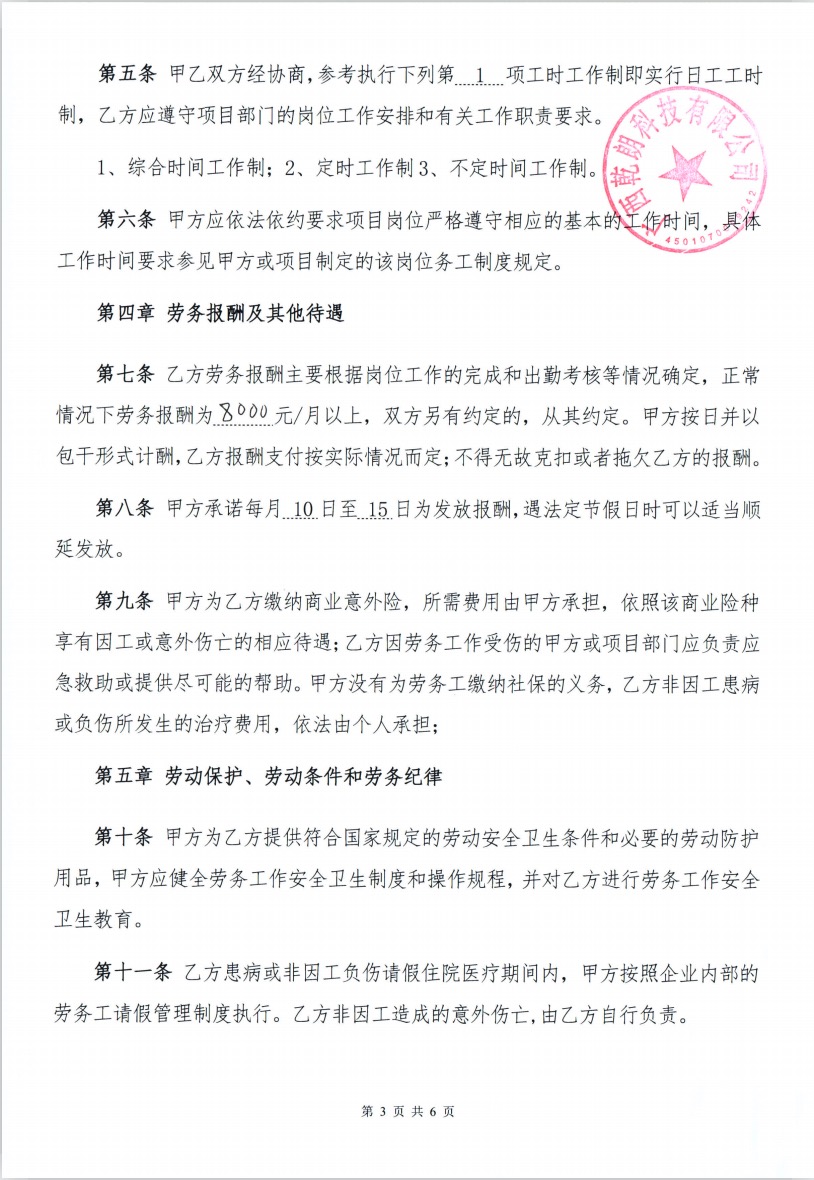 第五条 甲乙双方经协商,参考执行下列第 1 项工时工作制即实行日工工时
制，乙方应遵守项目部门的岗位工作安排和有关工作职责要求。
1、综合时间工作制；2、定时工作制3、不定时间工作制。
西乾朗科技有限公司
4501070
242
第六条 甲方应依法依约要求项目岗位严格遵守相应的基本的工作时间，具体
工作时间要求参见甲方或项目制定的该岗位务工制度规定。
第四章 劳务报酬及其他待遇
第七条 乙方劳务报酬主要根据岗位工作的完成和出勤考核等情况确定，正常
情况下劳务报酬为 8000 元/月以上，双方另有约定的，从其约定。甲方按日并以
包干形式计酬,乙方报酬支付按实际情况而定;不得无故克扣或者拖欠乙方的报酬。
第八条 甲方承诺每月 10 日至 15 日为发放报酬,遇法定节假日时可以适当顺
延发放。
第九条 甲方为乙方缴纳商业意外险，所需费用由甲方承担，依照该商业险种
享有因工或意外伤亡的相应待遇;乙方因劳务工作受伤的甲方或项目部门应负责应
急救助或提供尽可能的帮助。甲方没有为劳务工缴纳社保的义务，乙方非因工患病
或负伤所发生的治疗费用，依法由个人承担;
第五章 劳动保护、劳动条件和劳务纪律
第十条 甲方为乙方提供符合国家规定的劳动安全卫生条件和必要的劳动防护
用品，甲方应健全劳务工作安全卫生制度和操作规程，并对乙方进行劳务工作安全
卫生教育。
第十一条 乙方患病或非因工负伤请假住院医疗期间内，甲方按照企业内部的
劳务工请假管理制度执行。乙方非因工造成的意外伤亡,由乙方自行负责。
第 3 页 共 6 页